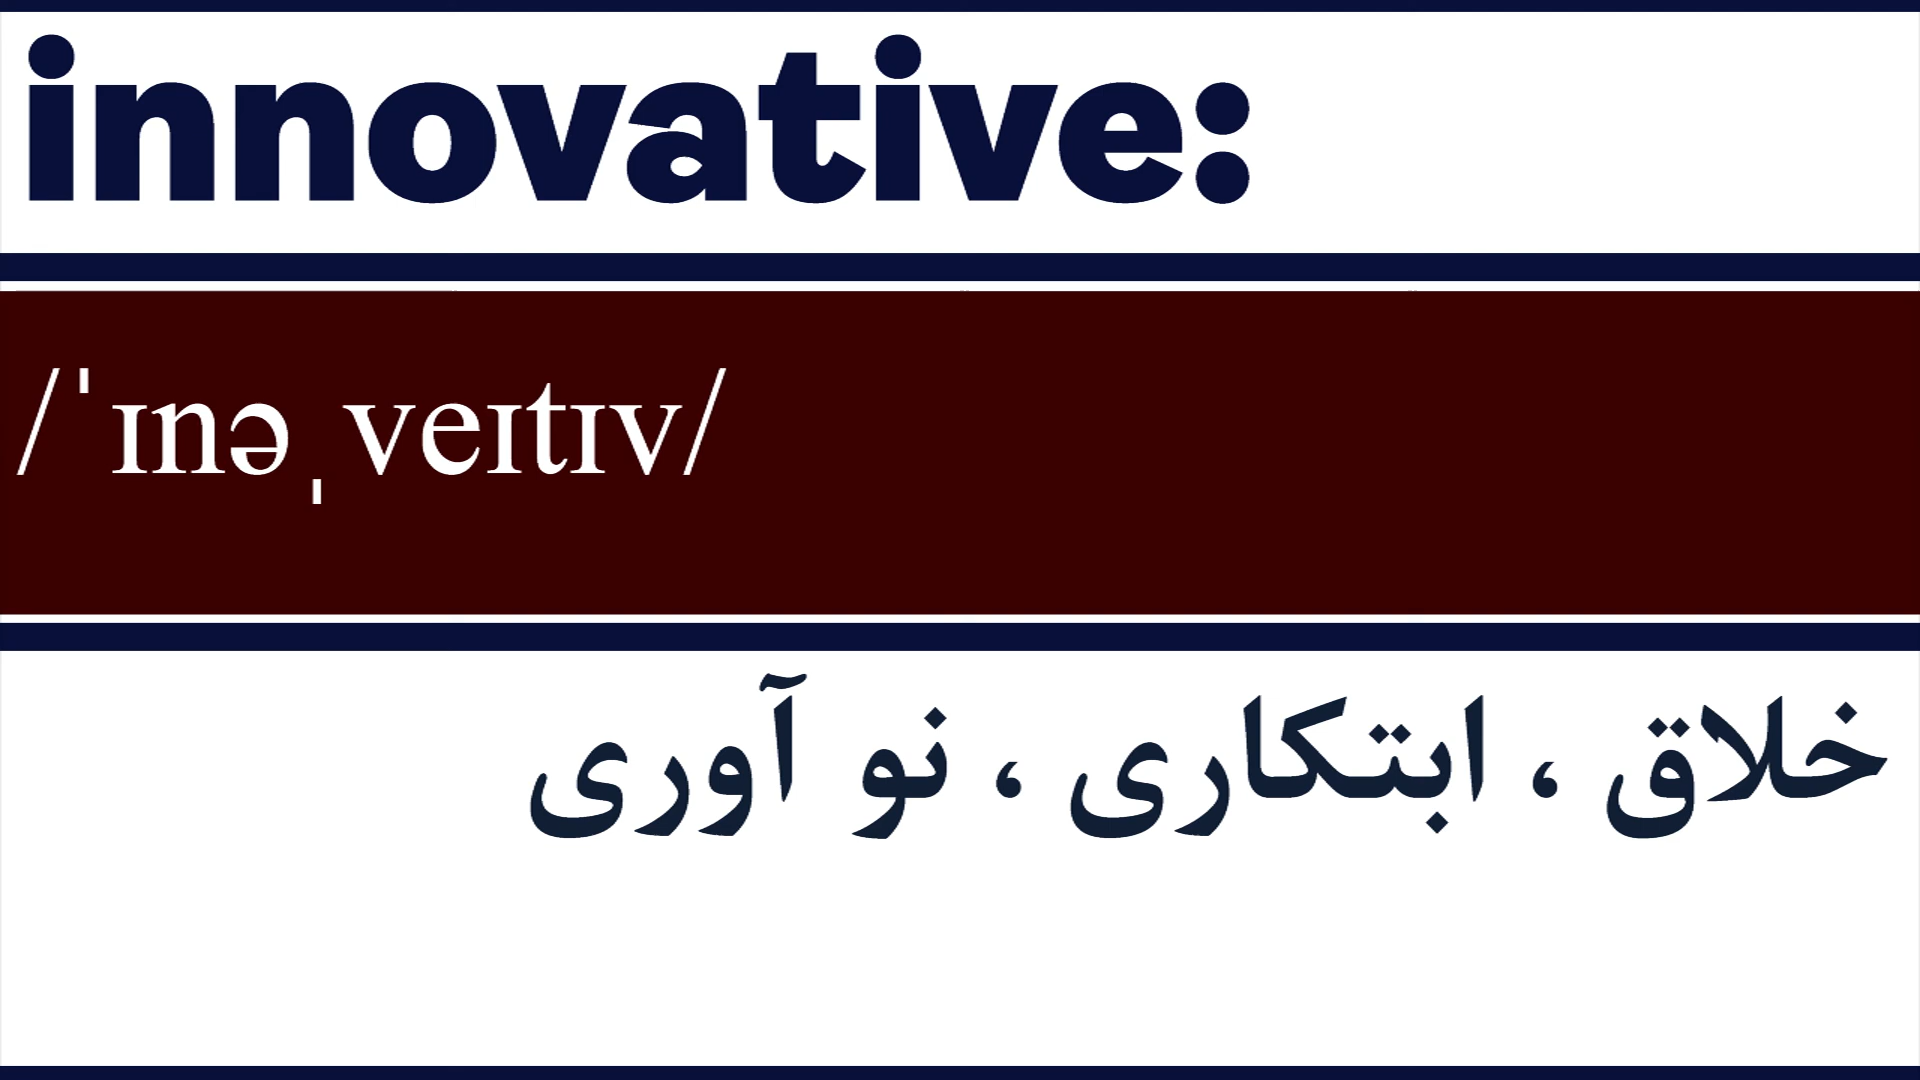 innovative:
/ˈɪnəˌveɪtɪv/
خلاق ، ابتکاری ، نو آوری